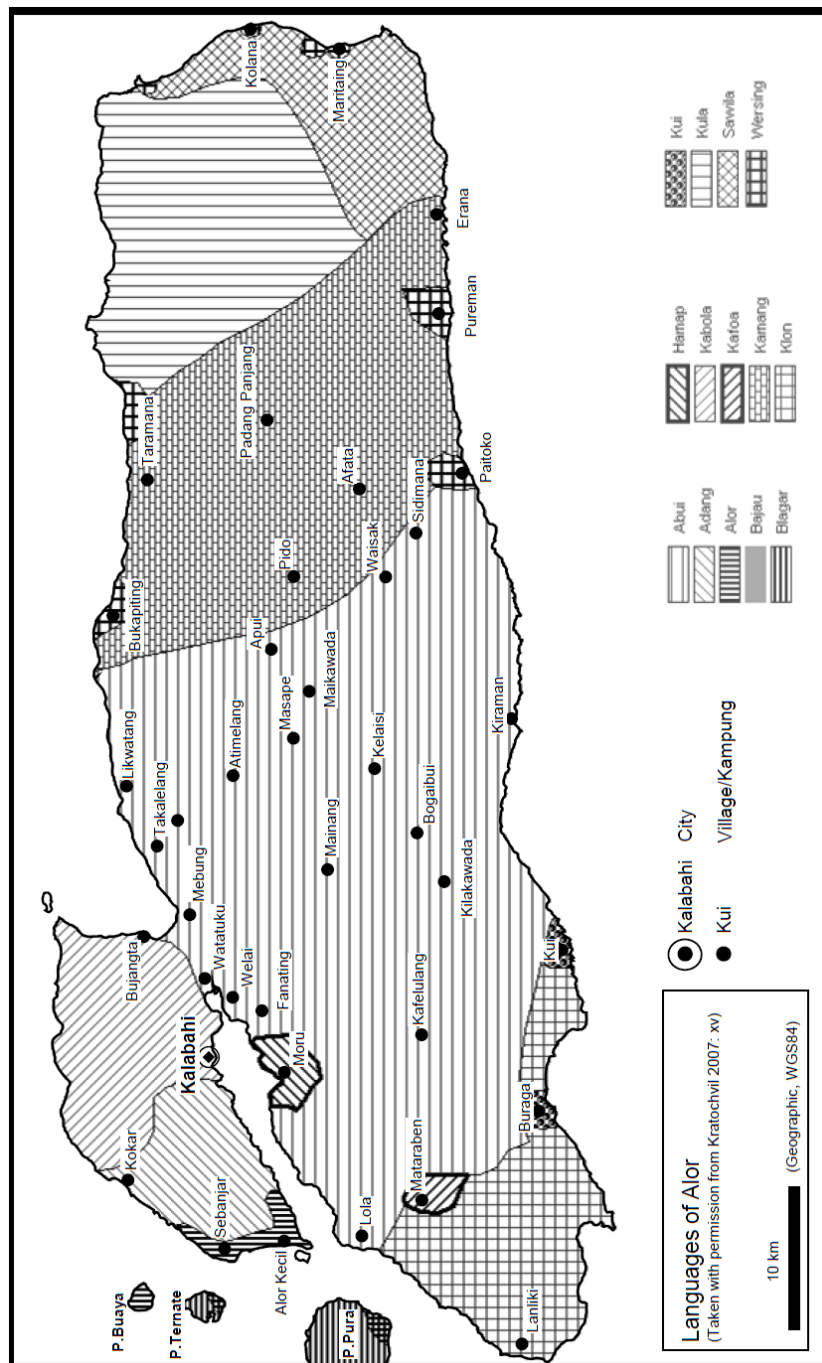 Kolana
Maritaing
Erana
Pureman
Taramana
Padang Panjang
Afata
Paitoko
Sidimana
Pido
Waisak
Bukapiting
Apui
Maikawada
Masape
Likwatang
Atimelang
Kelaisi
Kiraman
Takalelang
Mainang
Bogaibui
Kilakawada
Mebung
Watatuku
Welai
Fanating
Bujangta
Kalabahi
Moru
Kafelulang
Kui
Buraga
Kokar
Sebanjar
Alor Kecil
Lola
Mataraben
Lanliki
P.Buaya
P.Ternate
P.Pura
Languages of Alor
(Taken with permission from Kratochvil 2007: xv)
10 km
(Geographic, WGS84)
Kalabahi City
Kui Village/Kampung
Abui
Adang
Alor
Bajau
Blagar
Hamap
Kabola
Kafoa
Kamang
Klon
Kui
Kula
Sawila
Wersing